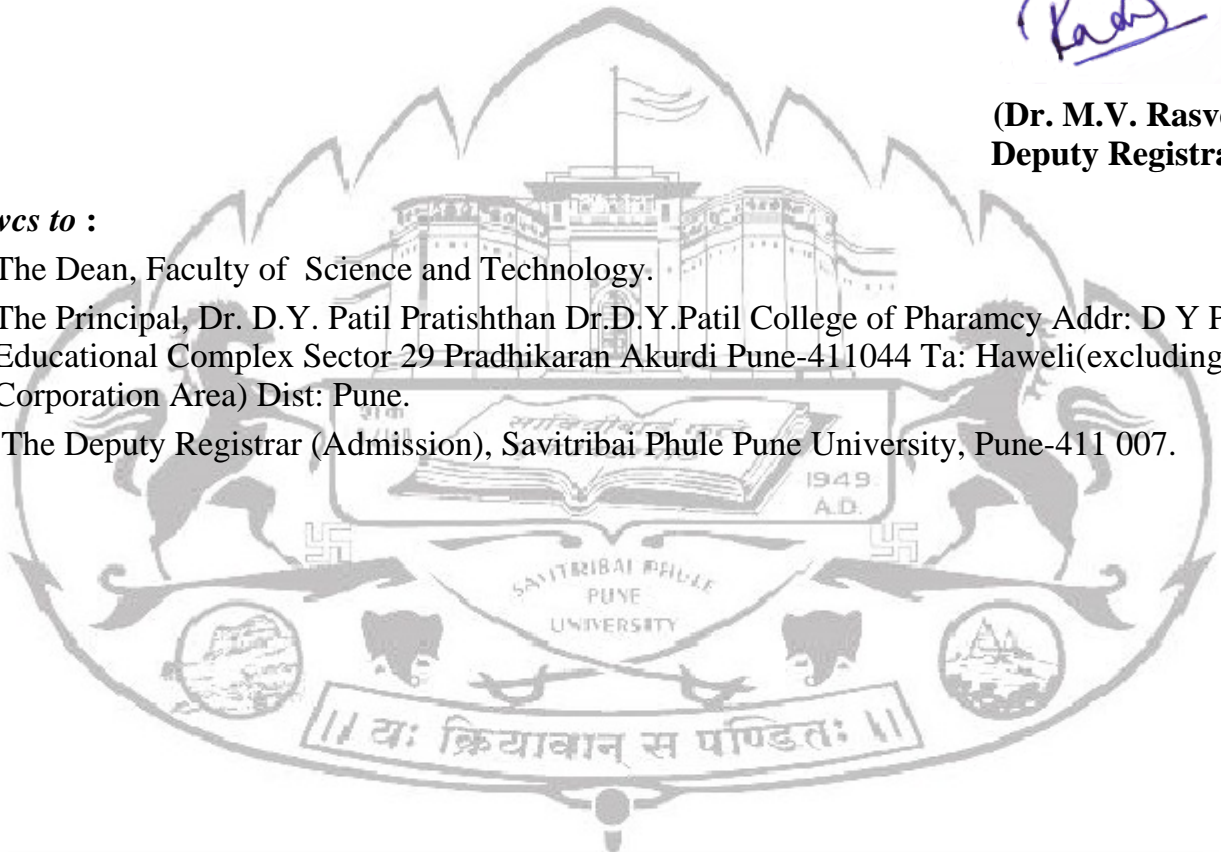 (Dr. M.V. Rasve
Deputy Registra
wcs to :
The Dean, Faculty of Science and Technology.
The Principal, Dr. D.Y. Patil Pratishthan Dr.D.Y.Patil College of Pharamcy Addr: D Y P
Educational Complex Sector 29 Pradhikaran Akurdi Pune-411044 Ta: Haweli(excluding
Corporation Area) Dist: Pune.
The Deputy Registrar (Admission), Savitribai Phule Pune University, Pune-411 007.
1949
A.D.
SAVITRIBAI PHULE
PUNE
UNIVERSITY
।। यः क्रियावान् स पण्डितः ।।